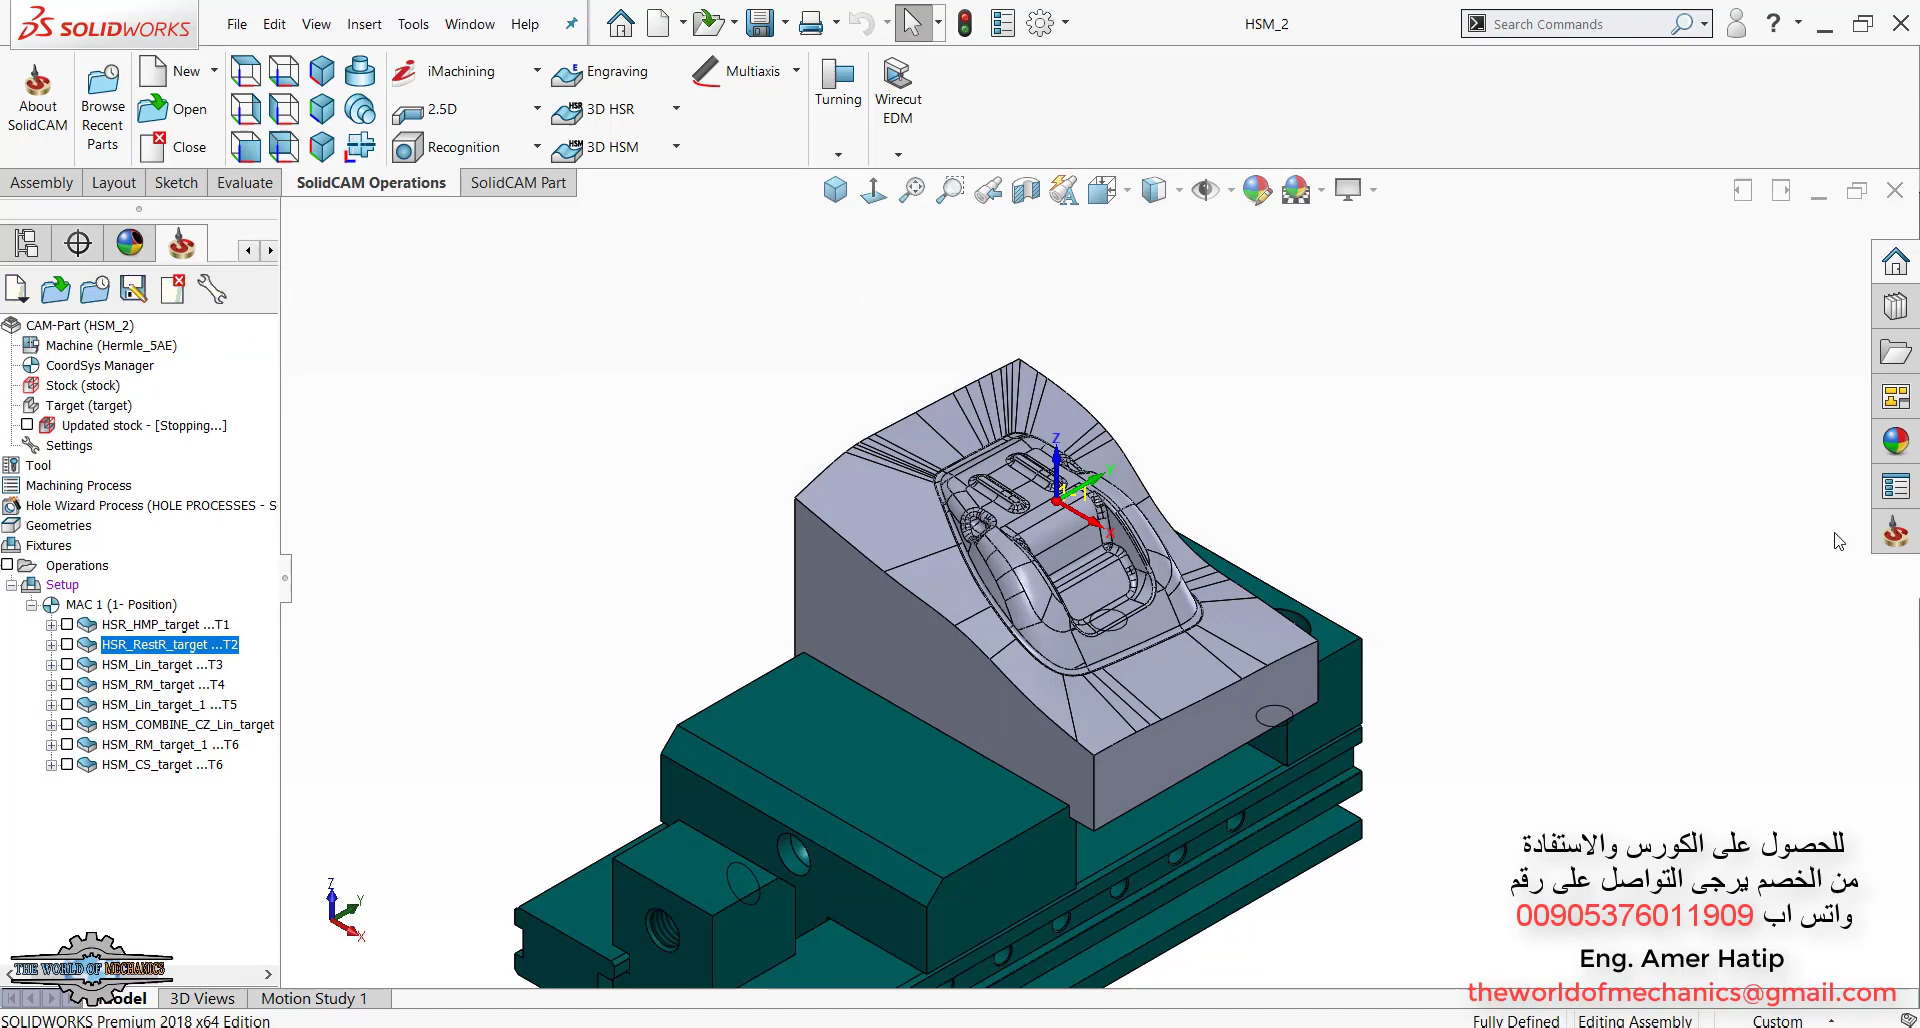 SOLIDWORKS
File Edit View Insert Tools Window Help
HSM_2
Search Commands
About SolidCAM
Browse Recent Parts
New
Open
Close
iMachining
2.5D
Recognition
Engraving
3D HSR
3D HSM
Multiaxis
Turning
Wirecut EDM
Assembly Layout Sketch Evaluate SolidCAM Operations SolidCAM Part
CAM-Part (HSM_2)
Machine (Hermle_5AE)
CoordSys Manager
Stock (stock)
Target (target)
Updated stock - [Stopping...]
Settings
Tool
Machining Process
Hole Wizard Process (HOLE PROCESSES - S
Geometries
Fixtures
Operations
Setup
MAC 1 (1- Position)
HSR_HMP_target ...T1
HSR_RestR_target ...T2
HSM_Lin_target ...T3
HSM_RM_target ...T4
HSM_Lin_target_1 ...T5
HSM_COMBINE_CZ_Lin_target
HSM_RM_target_1 ...T6
HSM_CS_target ...T6
Z
Y
X
Z
Y
X
للحصول على الكورس والاستفادة
من الخصم يرجى التواصل على رقم
واتس اب 00905376011909
Eng. Amer Hatip
theworldofmechanics@gmail.com
THE WORLD OF MECHANICS
Model 3D Views Motion Study 1
SOLIDWORKS Premium 2018 x64 Edition
Fully Defined Editing Assembly Custom